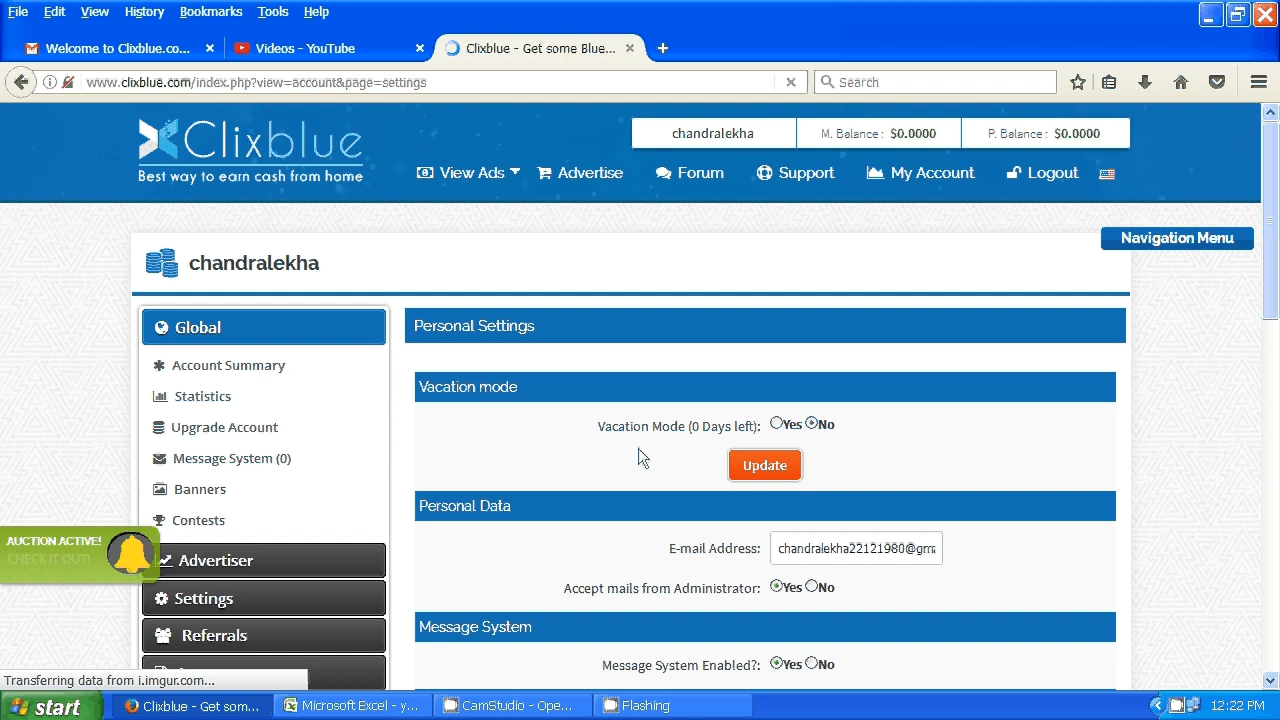 File Edit View History Bookmarks Tools Help
Welcome to Clixblue.co... Videos - YouTube Clixblue - Get some Blue...
www.clixblue.com/index.php?view=account&page=settings Search
Clixblue
Best way to earn cash from home
chandralekha M. Balance : $0.0000 P. Balance : $0.0000
View Ads Advertise Forum Support My Account Logout
Navigation Menu
chandralekha
Global
Account Summary
Statistics
Upgrade Account
Message System (0)
Banners
Contests
AUCTION ACTIVE!
CHECK IT OUT!
Advertiser
Settings
Referrals
Personal Settings
Vacation mode
Vacation Mode (0 Days left): Yes No
Update
Personal Data
E-mail Address: chandralekha22121980@gm
Accept mails from Administrator: Yes No
Message System
Message System Enabled?: Yes No
Transferring data from i.imgur.com...
start Clixblue - Get som... Microsoft Excel - y... CamStudio - Ope... Flashing 12:22 PM